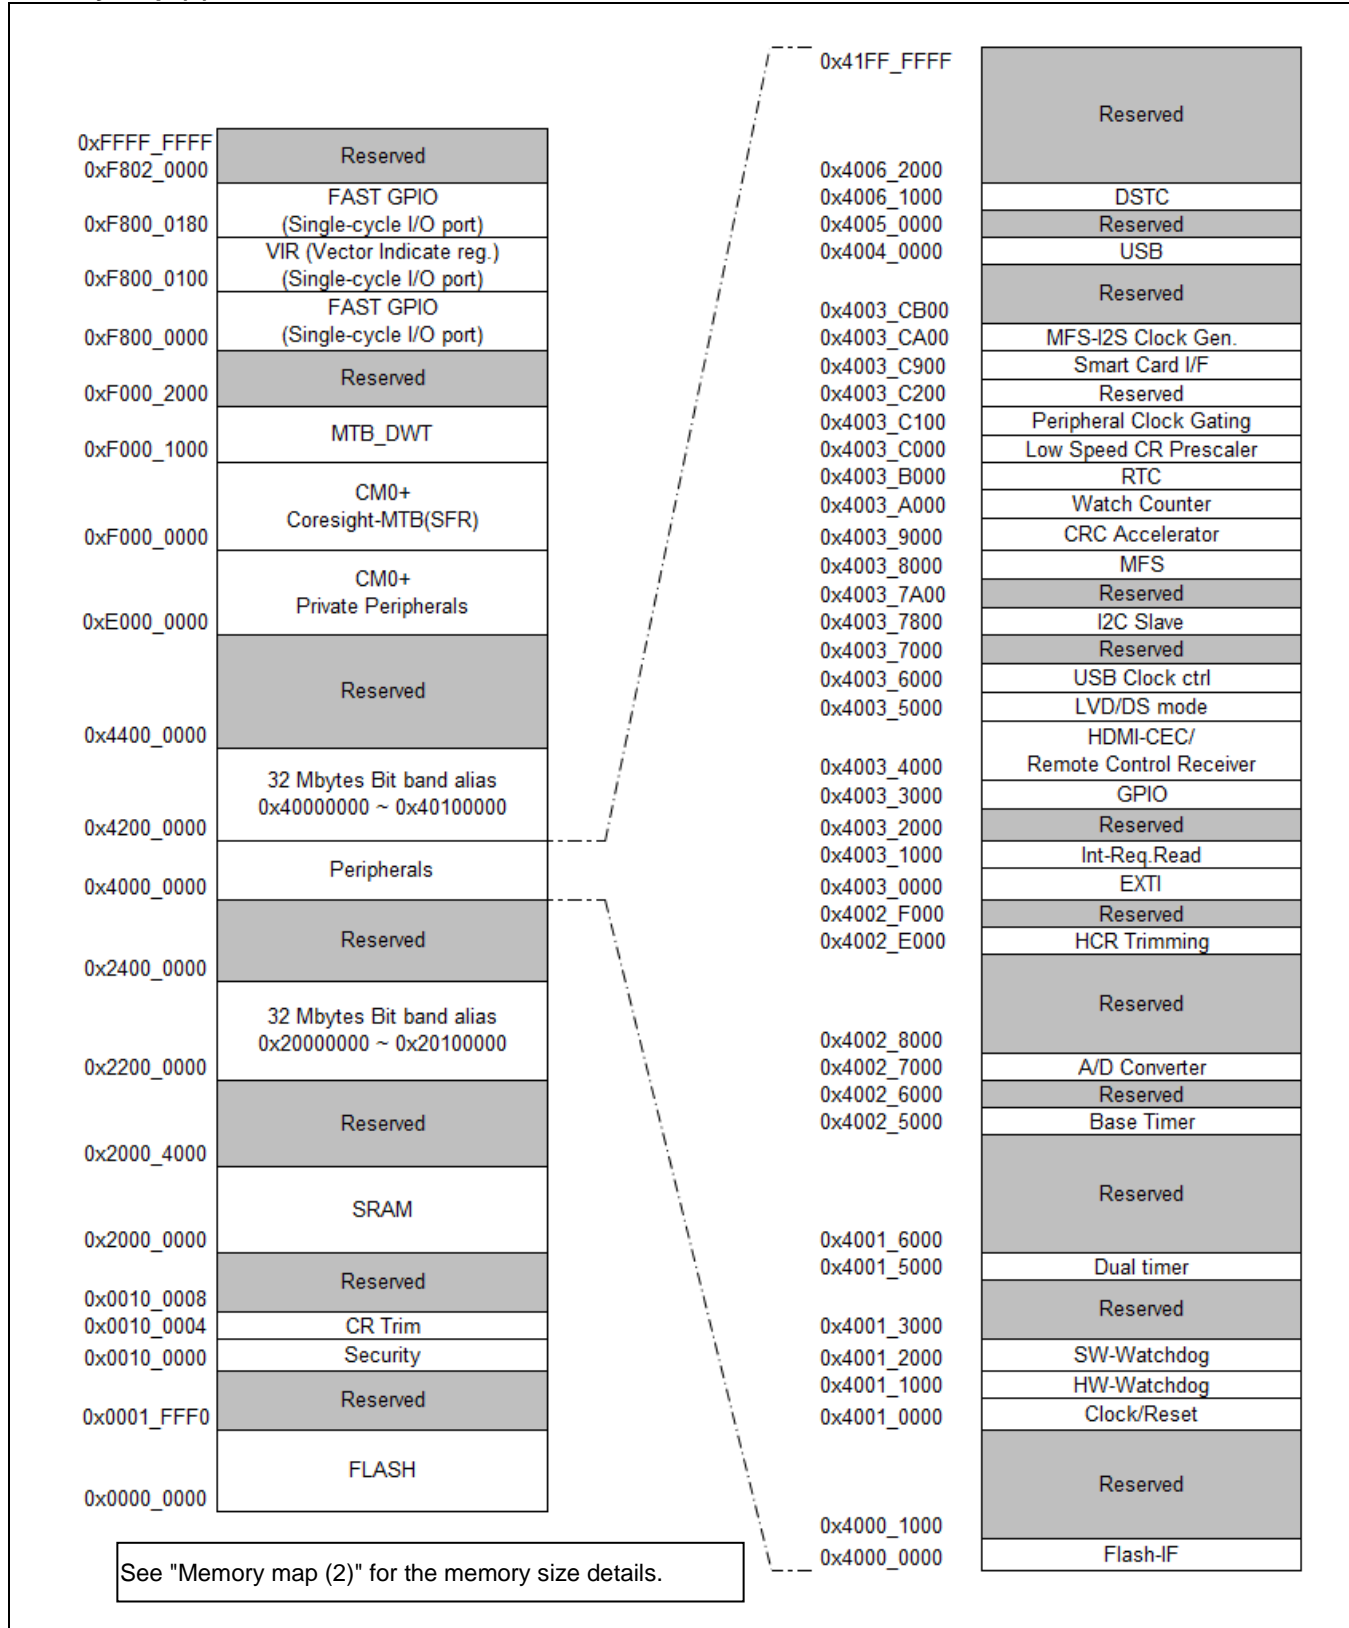 0xFFFF_FFFF
Reserved
0xF802_0000
FAST GPIO
0xF800_0180
(Single-cycle I/O port)
VIR (Vector Indicate reg.)
0xF800_0100
(Single-cycle I/O port)
FAST GPIO
0xF800_0000
(Single-cycle I/O port)
Reserved
0xF000_2000
MTB_DWT
0xF000_1000
CM0+
Coresight-MTB(SFR)
0xF000_0000
CM0+
Private Peripherals
0xE000_0000
Reserved
0x4400_0000
32 Mbytes Bit band alias
0x40000000 ~ 0x40100000
0x4200_0000
Peripherals
0x4000_0000
Reserved
0x2400_0000
32 Mbytes Bit band alias
0x20000000 ~ 0x20100000
0x2200_0000
Reserved
0x2000_4000
SRAM
0x2000_0000
Reserved
0x0010_0008
0x0010_0004
CR Trim
0x0010_0000
Security
Reserved
0x0001_FFF0
FLASH
0x0000_0000
See "Memory map (2)" for the memory size details.
0x41FF_FFFF
Reserved
0x4006_2000
0x4006_1000
DSTC
0x4005_0000
Reserved
0x4004_0000
USB
Reserved
0x4003_CB00
0x4003_CA00
MFS-I2S Clock Gen.
0x4003_C900
Smart Card I/F
0x4003_C200
Reserved
0x4003_C100
Peripheral Clock Gating
0x4003_C000
Low Speed CR Prescaler
0x4003_B000
RTC
0x4003_A000
Watch Counter
0x4003_9000
CRC Accelerator
0x4003_8000
MFS
0x4003_7A00
Reserved
0x4003_7800
I2C Slave
0x4003_7000
Reserved
0x4003_6000
USB Clock ctrl
0x4003_5000
LVD/DS mode
HDMI-CEC/
0x4003_4000
Remote Control Receiver
0x4003_3000
GPIO
0x4003_2000
Reserved
0x4003_1000
Int-Req.Read
0x4003_0000
EXTI
0x4002_F000
Reserved
0x4002_E000
HCR Trimming
Reserved
0x4002_8000
0x4002_7000
A/D Converter
0x4002_6000
Reserved
0x4002_5000
Base Timer
Reserved
0x4001_6000
0x4001_5000
Dual timer
Reserved
0x4001_3000
0x4001_2000
SW-Watchdog
0x4001_1000
HW-Watchdog
0x4001_0000
Clock/Reset
Reserved
0x4000_1000
0x4000_0000
Flash-IF